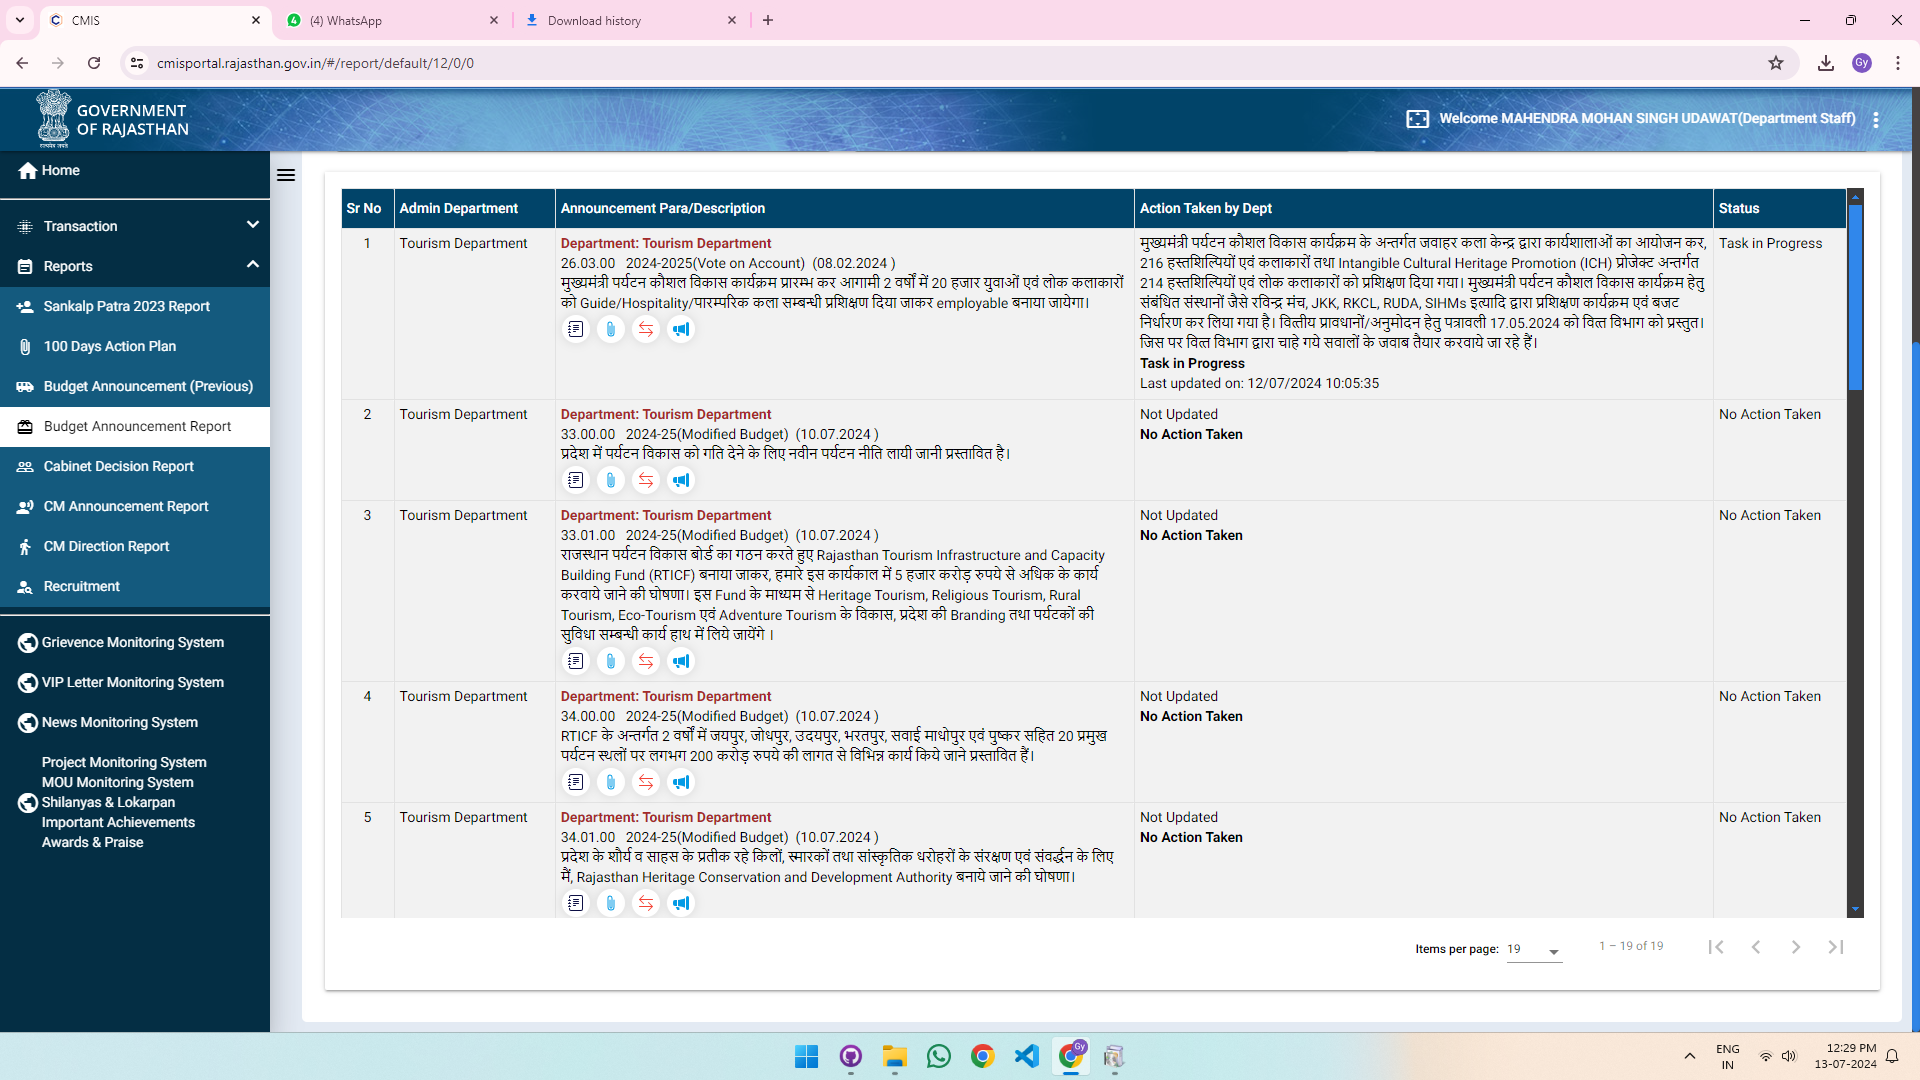 CMIS
(4) WhatsApp
Download history
cmisportal.rajasthan.gov.in/#/report/default/12/0/0
Gy
GOVERNMENT
OF RAJASTHAN
सत्यमेव जयते
Welcome MAHENDRA MOHAN SINGH UDAWAT(Department Staff)
Home
Transaction
Reports
Sankalp Patra 2023 Report
100 Days Action Plan
Budget Announcement (Previous)
Budget Announcement Report
Cabinet Decision Report
CM Announcement Report
CM Direction Report
Recruitment
Grievence Monitoring System
VIP Letter Monitoring System
News Monitoring System
Project Monitoring System
MOU Monitoring System
Shilanyas & Lokarpan
Important Achievements
Awards & Praise
Sr No Admin Department Announcement Para/Description Action Taken by Dept Status
1 Tourism Department
Department: Tourism Department
26.03.00 2024-2025(Vote on Account) (08.02.2024 )
मुख्यमंत्री पर्यटन कौशल विकास कार्यक्रम प्रारम्भ कर आगामी 2 वर्षों में 20 हजार युवाओं एवं लोक कलाकारों
को Guide/Hospitality/पारम्परिक कला सम्बन्धी प्रशिक्षण दिया जाकर employable बनाया जायेगा।
मुख्यमंत्री पर्यटन कौशल विकास कार्यक्रम के अन्तर्गत जवाहर कला केन्द्र द्वारा कार्यशालाओं का आयोजन कर,
216 हस्तशिल्पियों एवं कलाकारों तथा Intangible Cultural Heritage Promotion (ICH) प्रोजेक्ट अन्तर्गत
214 हस्तशिल्पियों एवं लोक कलाकारों को प्रशिक्षण दिया गया। मुख्यमंत्री पर्यटन कौशल विकास कार्यक्रम हेतु
संबंधित संस्थानों जैसे रविन्द्र मंच, JKK, RKCL, RUDA, SIHMs इत्यादि द्वारा प्रशिक्षण कार्यक्रम एवं बजट
निर्धारण कर लिया गया है। वित्तीय प्रावधानों/अनुमोदन हेतु पत्रावली 17.05.2024 को वित्त विभाग को प्रस्तुत।
जिस पर वित्त विभाग द्वारा चाहे गये सवालों के जवाब तैयार करवाये जा रहे हैं।
Task in Progress
Last updated on: 12/07/2024 10:05:35
Task in Progress
2 Tourism Department
Department: Tourism Department
33.00.00 2024-25(Modified Budget) (10.07.2024 )
प्रदेश में पर्यटन विकास को गति देने के लिए नवीन पर्यटन नीति लायी जानी प्रस्तावित है।
Not Updated
No Action Taken
No Action Taken
3 Tourism Department
Department: Tourism Department
33.01.00 2024-25(Modified Budget) (10.07.2024 )
राजस्थान पर्यटन विकास बोर्ड का गठन करते हुए Rajasthan Tourism Infrastructure and Capacity
Building Fund (RTICF) बनाया जाकर, हमारे इस कार्यकाल में 5 हजार करोड़ रुपये से अधिक के कार्य
करवाये जाने की घोषणा। इस Fund के माध्यम से Heritage Tourism, Religious Tourism, Rural
Tourism, Eco-Tourism एवं Adventure Tourism के विकास, प्रदेश की Branding तथा पर्यटकों की
सुविधा सम्बन्धी कार्य हाथ में लिये जायेंगे ।
Not Updated
No Action Taken
No Action Taken
4 Tourism Department
Department: Tourism Department
34.00.00 2024-25(Modified Budget) (10.07.2024 )
RTICF के अन्तर्गत 2 वर्षों में जयपुर, जोधपुर, उदयपुर, भरतपुर, सवाई माधोपुर एवं पुष्कर सहित 20 प्रमुख
पर्यटन स्थलों पर लगभग 200 करोड़ रुपये की लागत से विभिन्न कार्य किये जाने प्रस्तावित हैं।
Not Updated
No Action Taken
No Action Taken
5 Tourism Department
Department: Tourism Department
34.01.00 2024-25(Modified Budget) (10.07.2024 )
प्रदेश के शौर्य व साहस के प्रतीक रहे किलों, स्मारकों तथा सांस्कृतिक धरोहरों के संरक्षण एवं संवर्द्धन के लिए
मैं, Rajasthan Heritage Conservation and Development Authority बनाये जाने की घोषणा।
Not Updated
No Action Taken
No Action Taken
Items per page: 19 1 – 19 of 19
Gy
ENG
IN
12:29 PM
13-07-2024